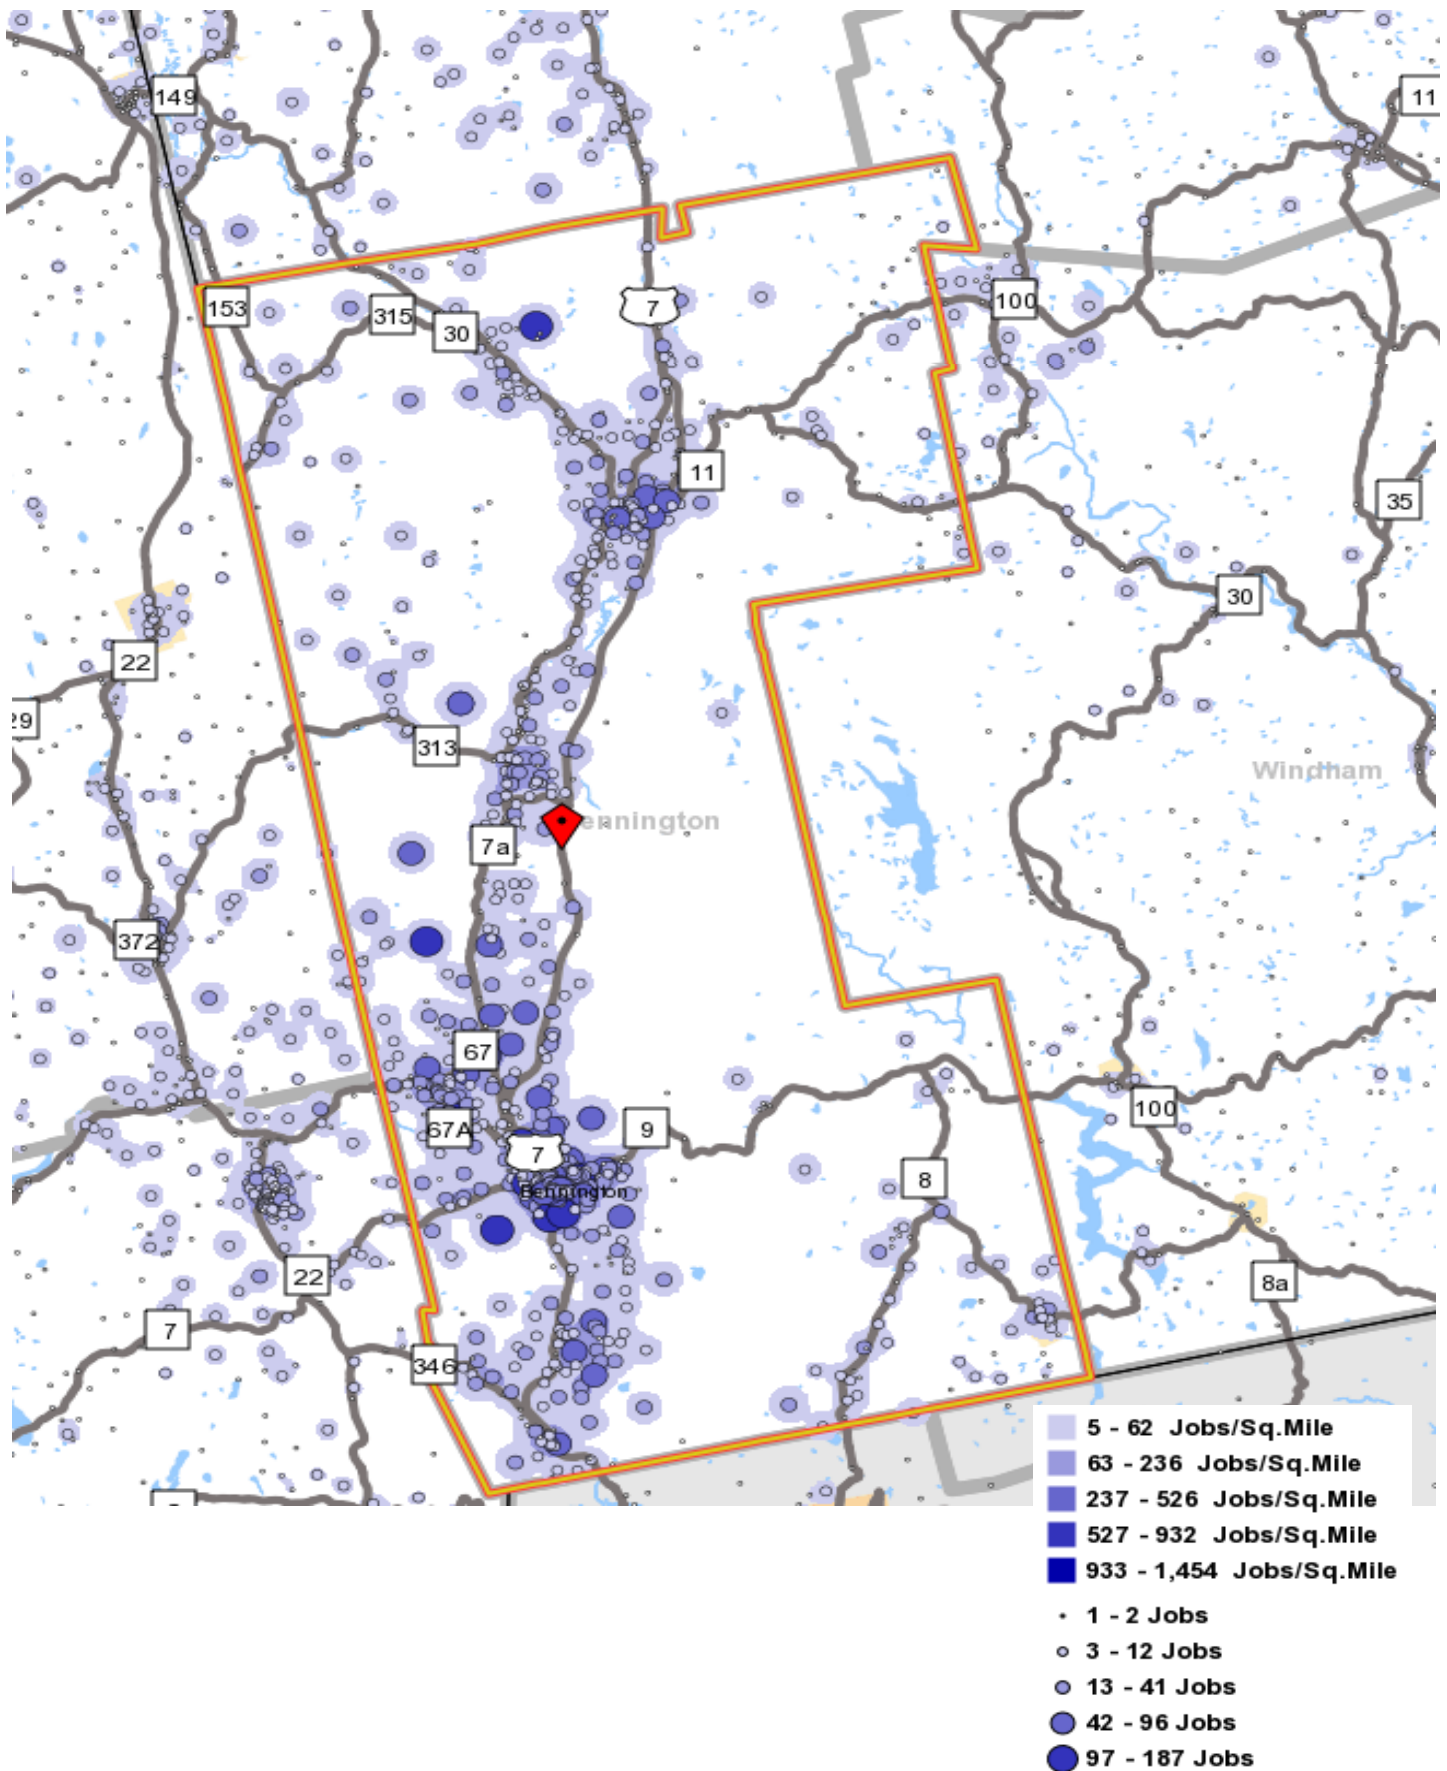 149
11
153
315
30
7
100
11
35
30
22
29
313
Windham
ennington
7a
372
67
67A
9
100
7
8
Bennington
22
8a
7
346
5 - 62 Jobs/Sq.Mile
63 - 236 Jobs/Sq.Mile
237 - 526 Jobs/Sq.Mile
527 - 932 Jobs/Sq.Mile
933 - 1,454 Jobs/Sq.Mile
1 - 2 Jobs
3 - 12 Jobs
13 - 41 Jobs
42 - 96 Jobs
97 - 187 Jobs